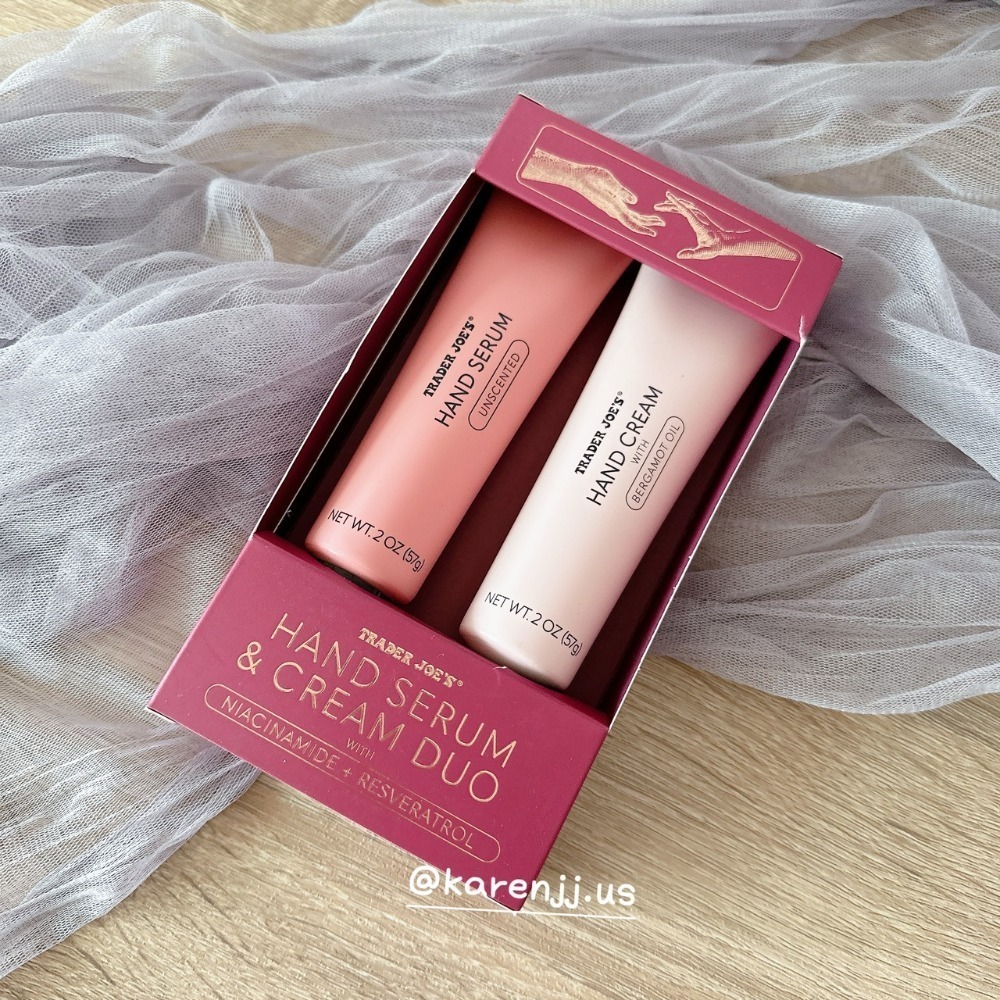 TRADER JOE'S®
HAND SERUM
UNSCENTED
NET WT. 2 OZ (57g)
TRADER JOE'S®
HAND CREAM
WITH
BERGAMOT OIL
NET WT. 2 OZ (57g)
TRADER JOE'S®
HAND SERUM
& CREAM DUO
WITH
NIACINAMIDE + RESVERATROL
@karenjj.us